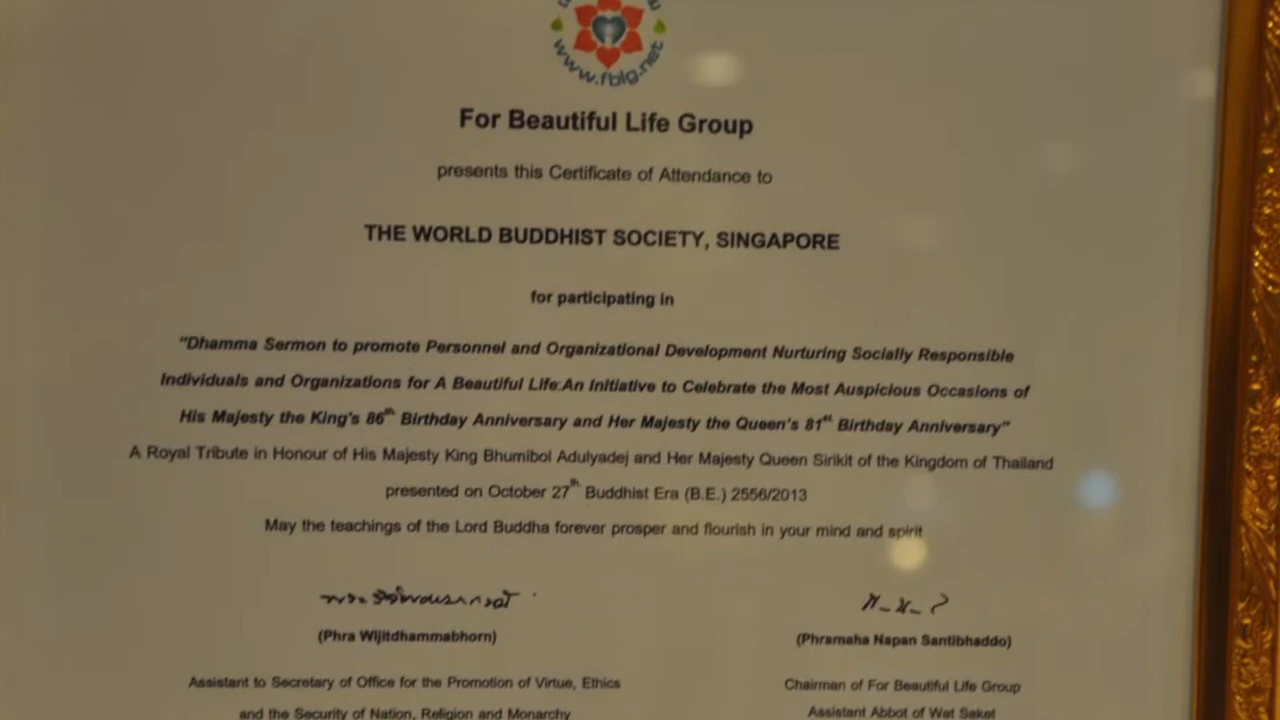 www.fblg.net
For Beautiful Life Group
presents this Certificate of Attendance to
THE WORLD BUDDHIST SOCIETY, SINGAPORE
for participating in
"Dhamma Sermon to promote Personnel and Organizational Development Nurturing Socially Responsible
Individuals and Organizations for A Beautiful Life:An Initiative to Celebrate the Most Auspicious Occasions of
His Majesty the King's 86th Birthday Anniversary and Her Majesty the Queen's 81st Birthday Anniversary"
A Royal Tribute in Honour of His Majesty King Bhumibol Adulyadej and Her Majesty Queen Sirikit of the Kingdom of Thailand
presented on October 27th Buddhist Era (B.E.) 2556/2013
May the teachings of the Lord Buddha forever prosper and flourish in your mind and spirit
(Phra Wijitdhammabhorn)
(Phramaha Napan Santibhaddo)
Assistant to Secretary of Office for the Promotion of Virtue, Ethics
Chairman of For Beautiful Life Group
and the Security of Nation, Religion and Monarchy
Assistant Abbot of Wat Saket